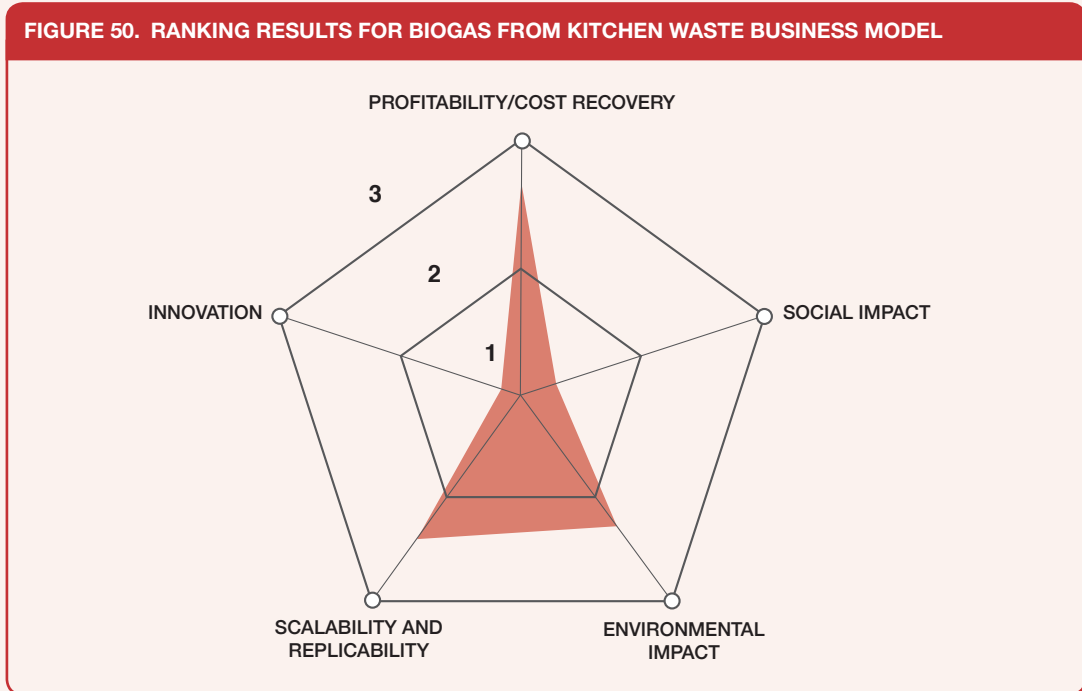 FIGURE 50. RANKING RESULTS FOR BIOGAS FROM KITCHEN WASTE BUSINESS MODEL
PROFITABILITY/COST RECOVERY
3
2
INNOVATION
SOCIAL IMPACT
1
SCALABILITY AND
REPLICABILITY
ENVIRONMENTAL
IMPACT